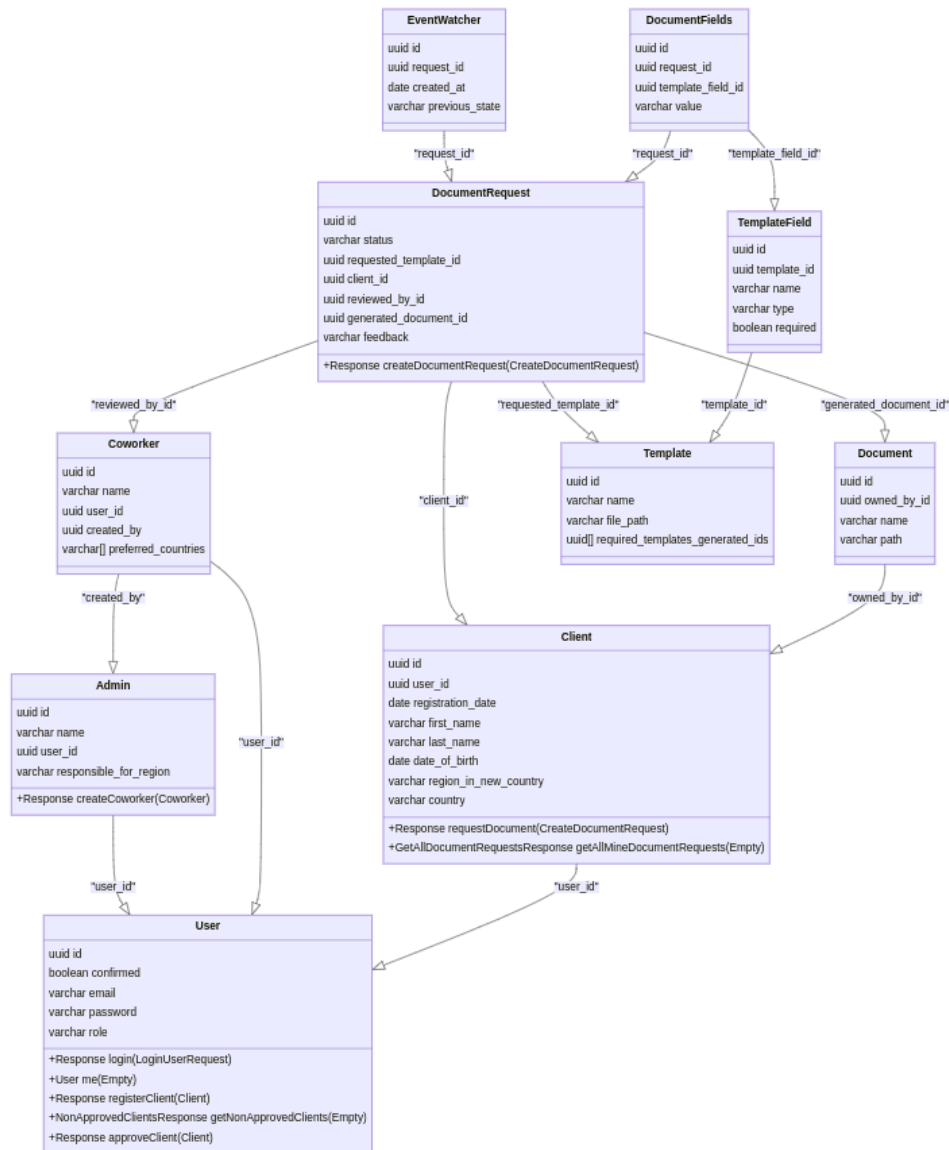 EventWatcher
uuid id
uuid request_id
date created_at
varchar previous_state
DocumentFields
uuid id
uuid request_id
uuid template_field_id
varchar value
"request_id"
"request_id"
"template_field_id"
DocumentRequest
uuid id
varchar status
uuid requested_template_id
uuid client_id
uuid reviewed_by_id
uuid generated_document_id
varchar feedback
+Response createDocumentRequest(CreateDocumentRequest)
TemplateField
uuid id
uuid template_id
varchar name
varchar type
boolean required
"reviewed_by_id"
"requested_template_id"
"template_id"
"generated_document_id"
Coworker
uuid id
varchar name
uuid user_id
uuid created_by
varchar[] preferred_countries
"client_id"
Template
uuid id
varchar name
varchar file_path
uuid[] required_templates_generated_ids
Document
uuid id
uuid owned_by_id
varchar name
varchar path
"created_by"
"owned_by_id"
Admin
uuid id
varchar name
uuid user_id
varchar responsible_for_region
+Response createCoworker(Coworker)
"user_id"
Client
uuid id
uuid user_id
date registration_date
varchar first_name
varchar last_name
date date_of_birth
varchar region_in_new_country
varchar country
+Response requestDocument(CreateDocumentRequest)
+GetAllDocumentRequestsResponse getAllMineDocumentRequests(Empty)
"user_id"
"user_id"
User
uuid id
boolean confirmed
varchar email
varchar password
varchar role
+Response login(LoginUserRequest)
+User me(Empty)
+Response registerClient(Client)
+NonApprovedClientsResponse getNonApprovedClients(Empty)
+Response approveClient(Client)